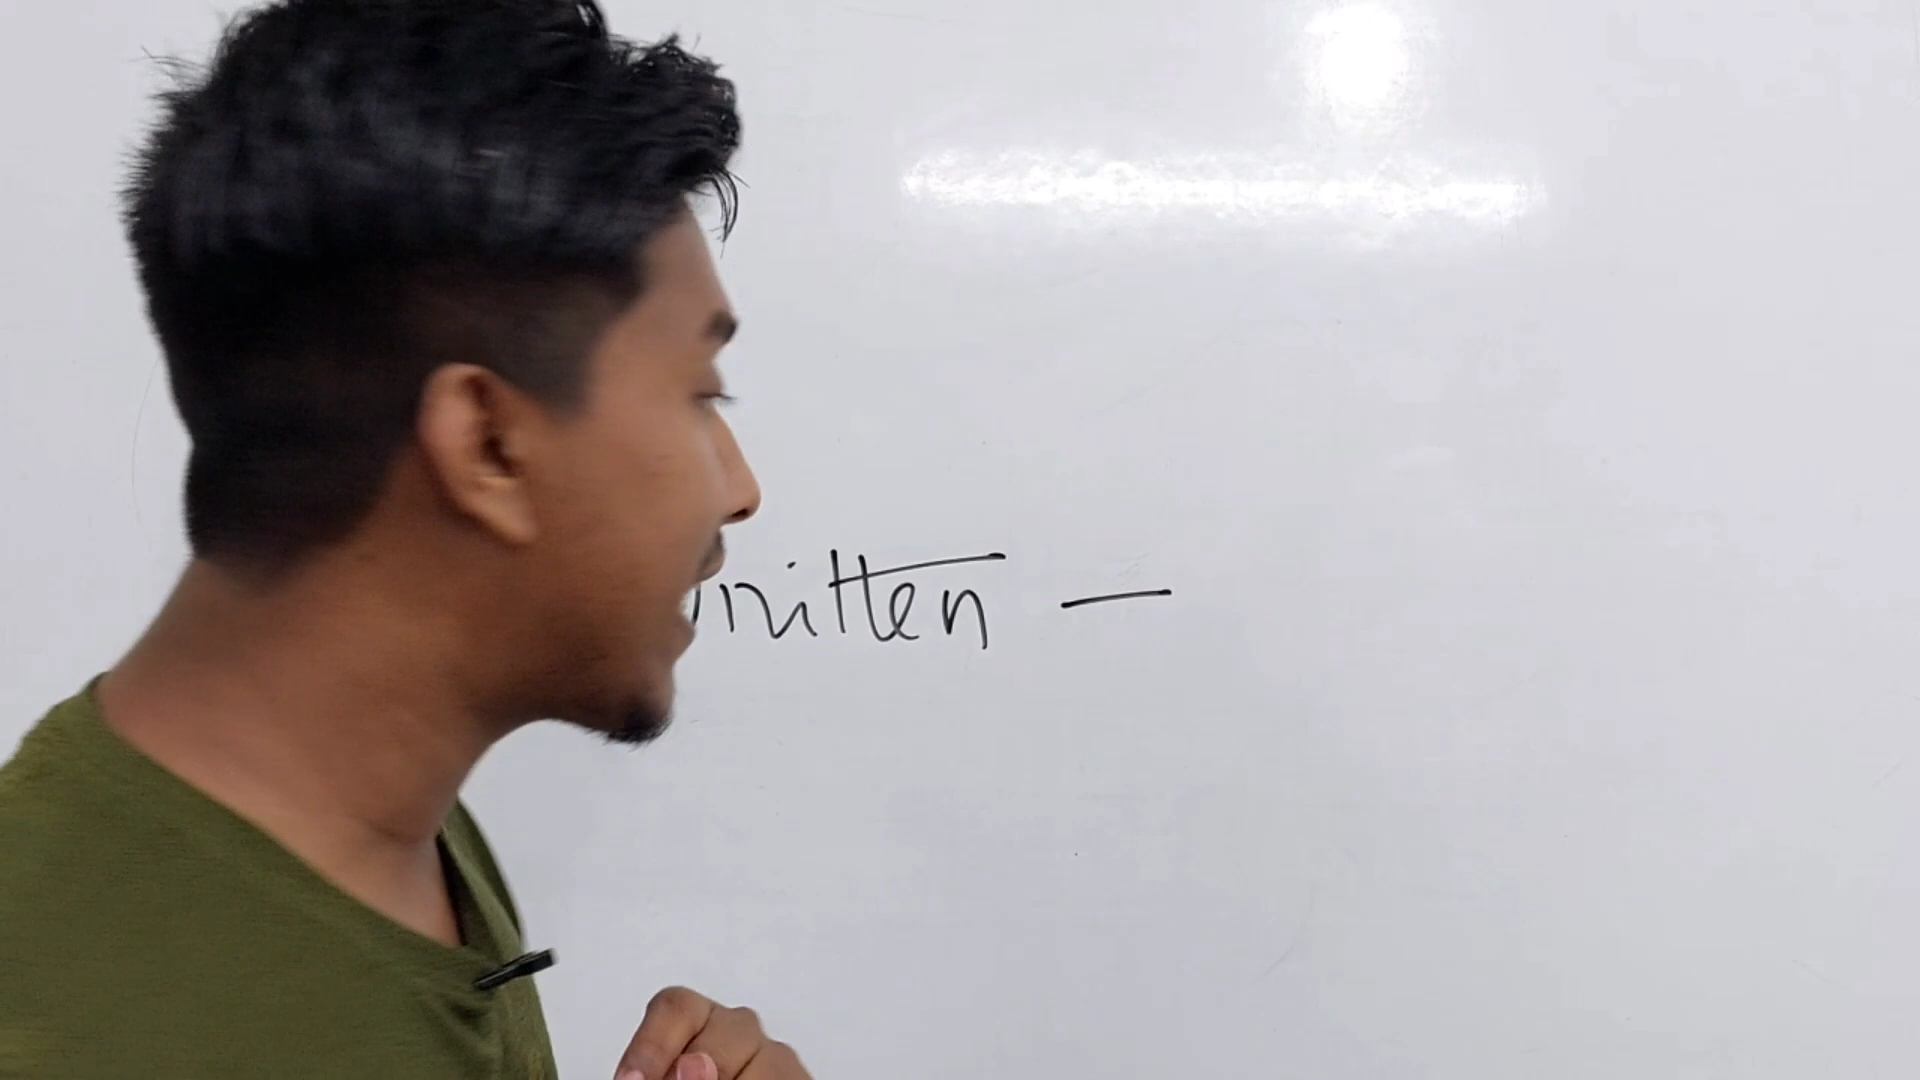 written —